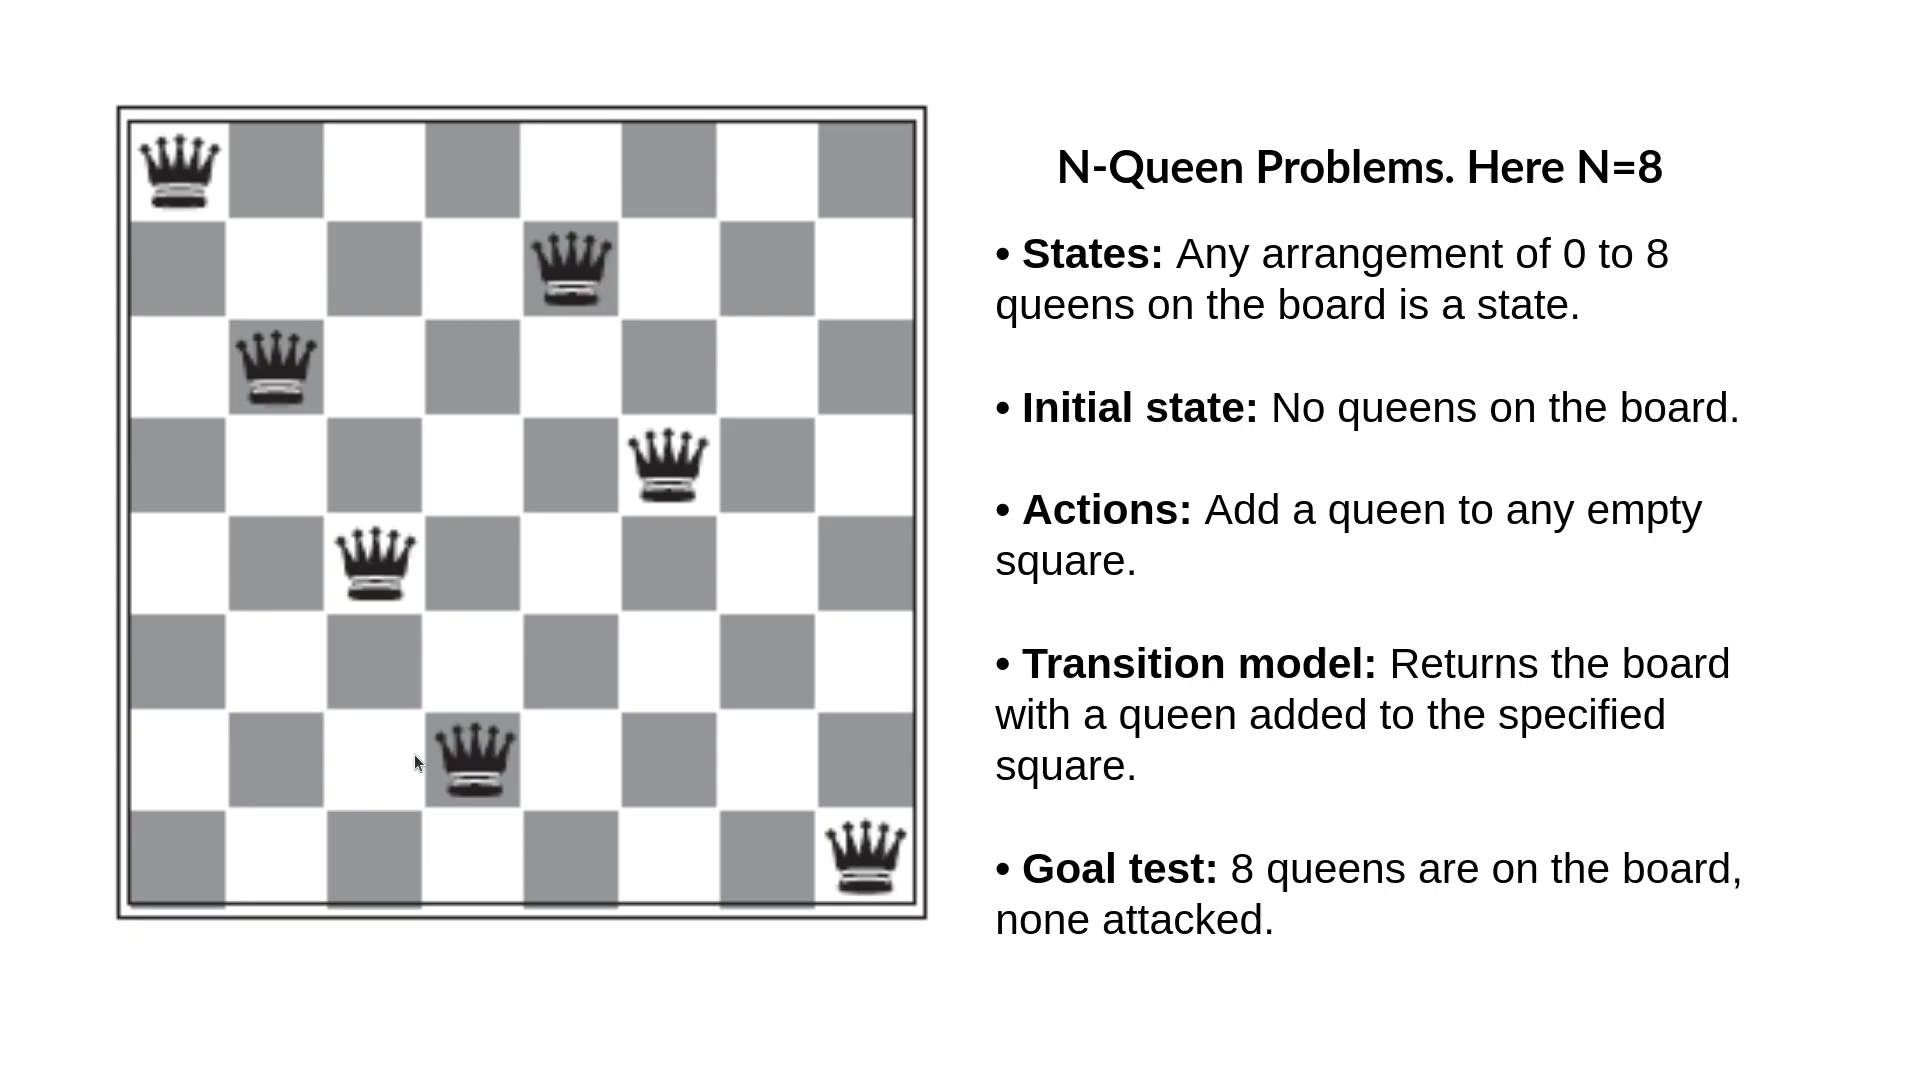 N-Queen Problems. Here N=8
• States: Any arrangement of 0 to 8
queens on the board is a state.
• Initial state: No queens on the board.
• Actions: Add a queen to any empty
square.
• Transition model: Returns the board
with a queen added to the specified
square.
• Goal test: 8 queens are on the board,
none attacked.